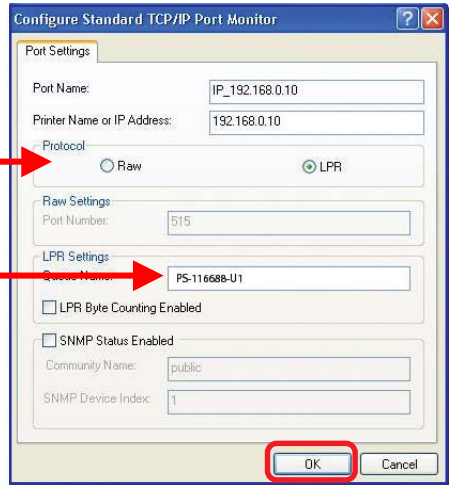 Configure Standard TCP/IP Port Monitor
Port Settings
Port Name: IP_192.168.0.10
Printer Name or IP Address: 192.168.0.10
Protocol
Raw LPR
Raw Settings
Port Number: 515
LPR Settings
Queue Name: PS-116688-U1
LPR Byte Counting Enabled
SNMP Status Enabled
Community Name: public
SNMP Device Index: 1
OK Cancel